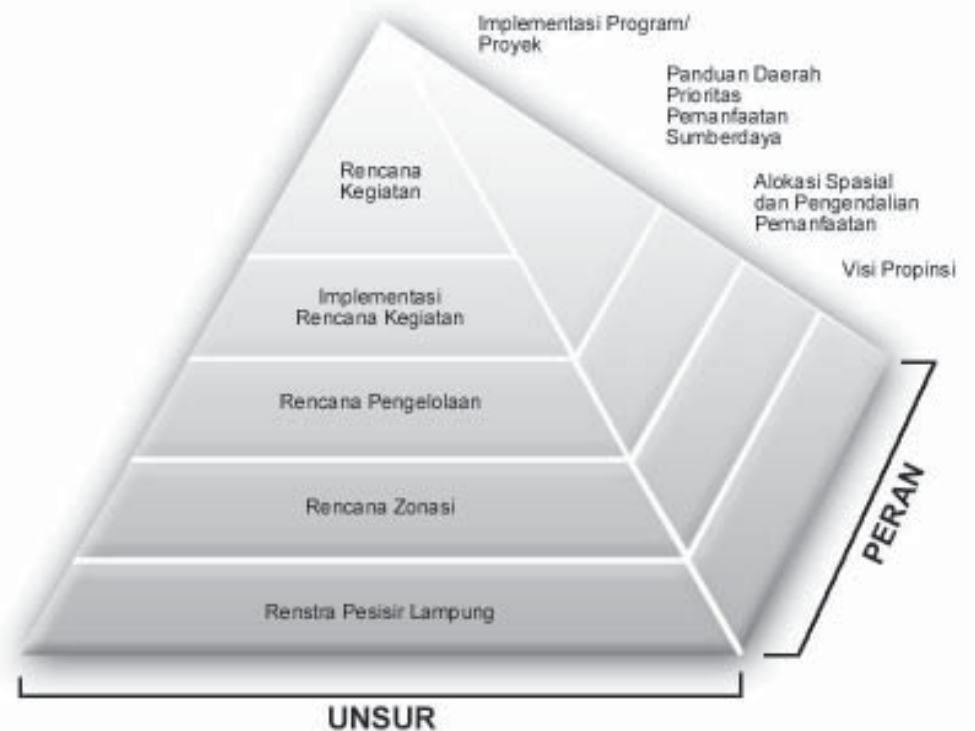 Implementasi Program/
Proyek
Panduan Daerah
Prioritas
Pemanfaatan
Sumberdaya
Alokasi Spasial
dan Pengendalian
Pemanfaatan
Visi Propinsi
Rencana
Kegiatan
Implementasi
Rencana Kegiatan
Rencana Pengelolaan
Rencana Zonasi
Renstra Pesisir Lampung
PERAN
UNSUR